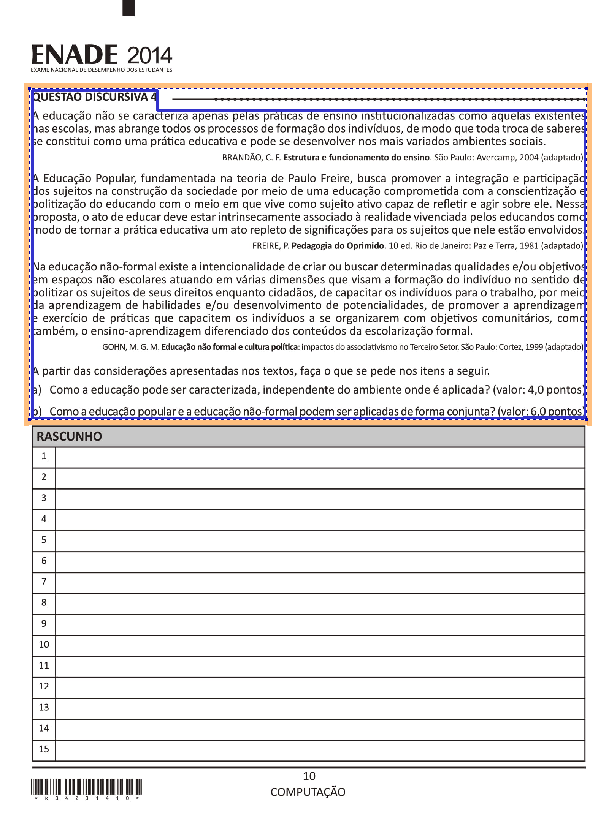 ENADE 2014
EXAME NACIONAL DE DESEMPENHO DOS ESTUDANTES
QUESTÃO DISCURSIVA 4
A educação não se caracteriza apenas pelas práticas de ensino institucionalizadas como aquelas existentes
nas escolas, mas abrange todos os processos de formação dos indivíduos, de modo que toda troca de saberes
se constitui como uma prática educativa e pode se desenvolver nos mais variados ambientes sociais.
BRANDÃO, C. F. Estrutura e funcionamento do ensino. São Paulo: Avercamp, 2004 (adaptado)
A Educação Popular, fundamentada na teoria de Paulo Freire, busca promover a integração e participação
dos sujeitos na construção da sociedade por meio de uma educação comprometida com a conscientização e
politização do educando com o meio em que vive como sujeito ativo capaz de refletir e agir sobre ele. Nessa
proposta, o ato de educar deve estar intrinsecamente associado à realidade vivenciada pelos educandos como
modo de tornar a prática educativa um ato repleto de significações para os sujeitos que nele estão envolvidos.
FREIRE, P. Pedagogia do Oprimido. 10 ed. Rio de Janeiro: Paz e Terra, 1981 (adaptado)
Na educação não-formal existe a intencionalidade de criar ou buscar determinadas qualidades e/ou objetivos
em espaços não escolares atuando em várias dimensões que visam a formação do indivíduo no sentido de
politizar os sujeitos de seus direitos enquanto cidadãos, de capacitar os indivíduos para o trabalho, por meio
da aprendizagem de habilidades e/ou desenvolvimento de potencialidades, de promover a aprendizagem
e exercício de práticas que capacitem os indivíduos a se organizarem com objetivos comunitários, como
também, o ensino-aprendizagem diferenciado dos conteúdos da escolarização formal.
GOHN, M. G. M. Educação não formal e cultura política: impactos do associativismo no Terceiro Setor. São Paulo: Cortez, 1999 (adaptado)
A partir das considerações apresentadas nos textos, faça o que se pede nos itens a seguir.
a) Como a educação pode ser caracterizada, independente do ambiente onde é aplicada? (valor: 4,0 pontos)
b) Como a educação popular e a educação não-formal podem ser aplicadas de forma conjunta? (valor: 6,0 pontos)
RASCUNHO
1
2
3
4
5
6
7
8
9
10
11
12
13
14
15
10
COMPUTAÇÃO